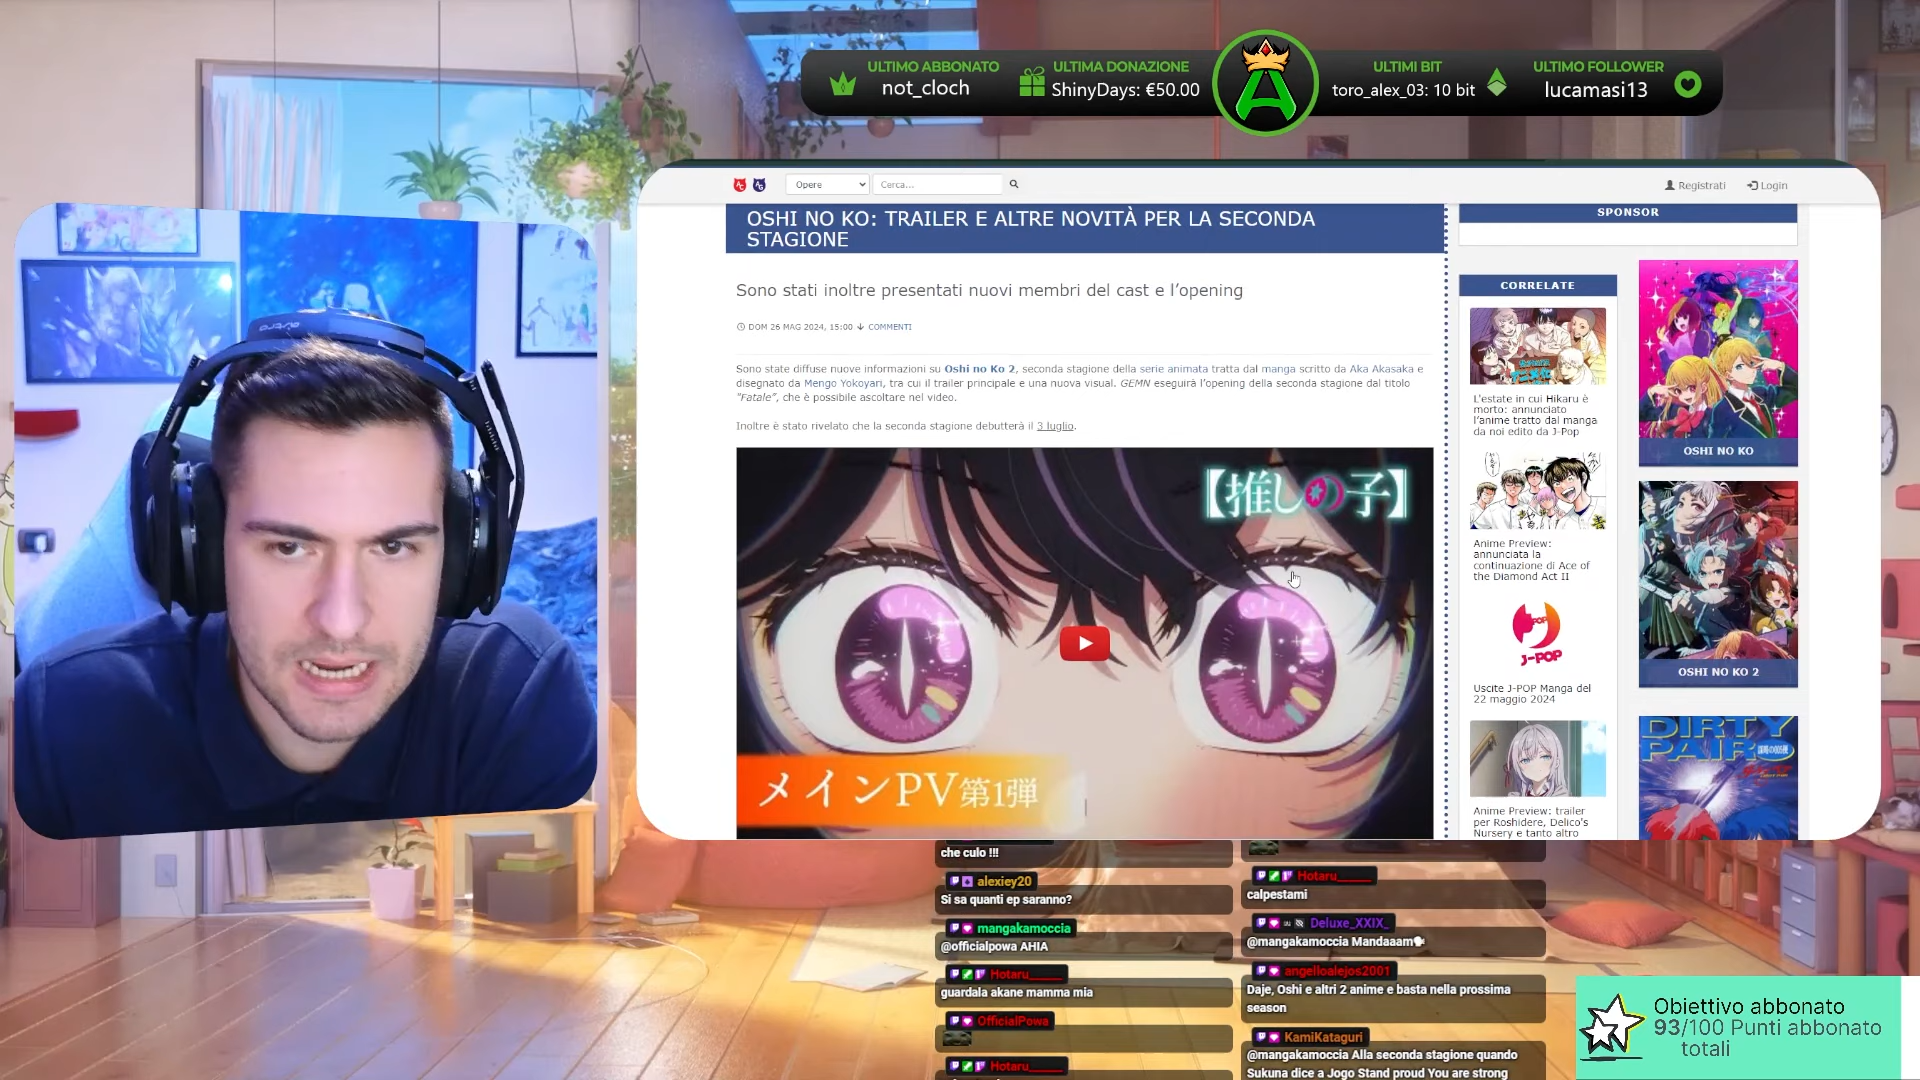 ULTIMO ABBONATO
not_cloch
ULTIMA DONAZIONE
ShinyDays: €50.00
ULTIMI BIT
toro_alex_03: 10 bit
ULTIMO FOLLOWER
lucamasi13
Opere
Cerca...
Registrati
Login
OSHI NO KO: TRAILER E ALTRE NOVITÀ PER LA SECONDA
STAGIONE
Sono stati inoltre presentati nuovi membri del cast e l'opening
DOM 26 MAG 2024, 15:00
COMMENTI
Sono state diffuse nuove informazioni su Oshi no Ko 2, seconda stagione della serie animata tratta dal manga scritto da Aka Akasaka e
disegnato da Mengo Yokoyari, tra cui il trailer principale e una nuova visual. GEMN eseguirà l'opening della seconda stagione dal titolo
"Fatale", che è possibile ascoltare nel video.
Inoltre è stato rivelato che la seconda stagione debutterà il 3 luglio.
【推しの子】
メインPV第1弾
SPONSOR
CORRELATE
L'estate in cui Hikaru è
morto: annunciato
l'anime tratto dal manga
da noi edito da J-Pop
Anime Preview:
annunciata la
continuazione di Ace of
the Diamond Act II
J-POP
Uscite J-POP Manga del
22 maggio 2024
Anime Preview: trailer
per Roshidere, Delico's
Nursery e tanto altro
OSHI NO KO
OSHI NO KO 2
DIRTY
PAIR
astro
che culo !!!
alexiey20
Si sa quanti ep saranno?
mangakamoccia
@officialpowa AHIA
Hotaru______
guardala akane mamma mia
OfficialPowa
Hotaru______
Hotaru______
calpestami
Deluxe_XXIX_
@mangakamoccia Mandaaam
angelloalejos2001
Daje, Oshi e altri 2 anime e basta nella prossima
season
KamiKataguri
@mangakamoccia Alla seconda stagione quando
Sukuna dice a Jogo Stand proud You are strong
Obiettivo abbonato
93/100 Punti abbonato
totali